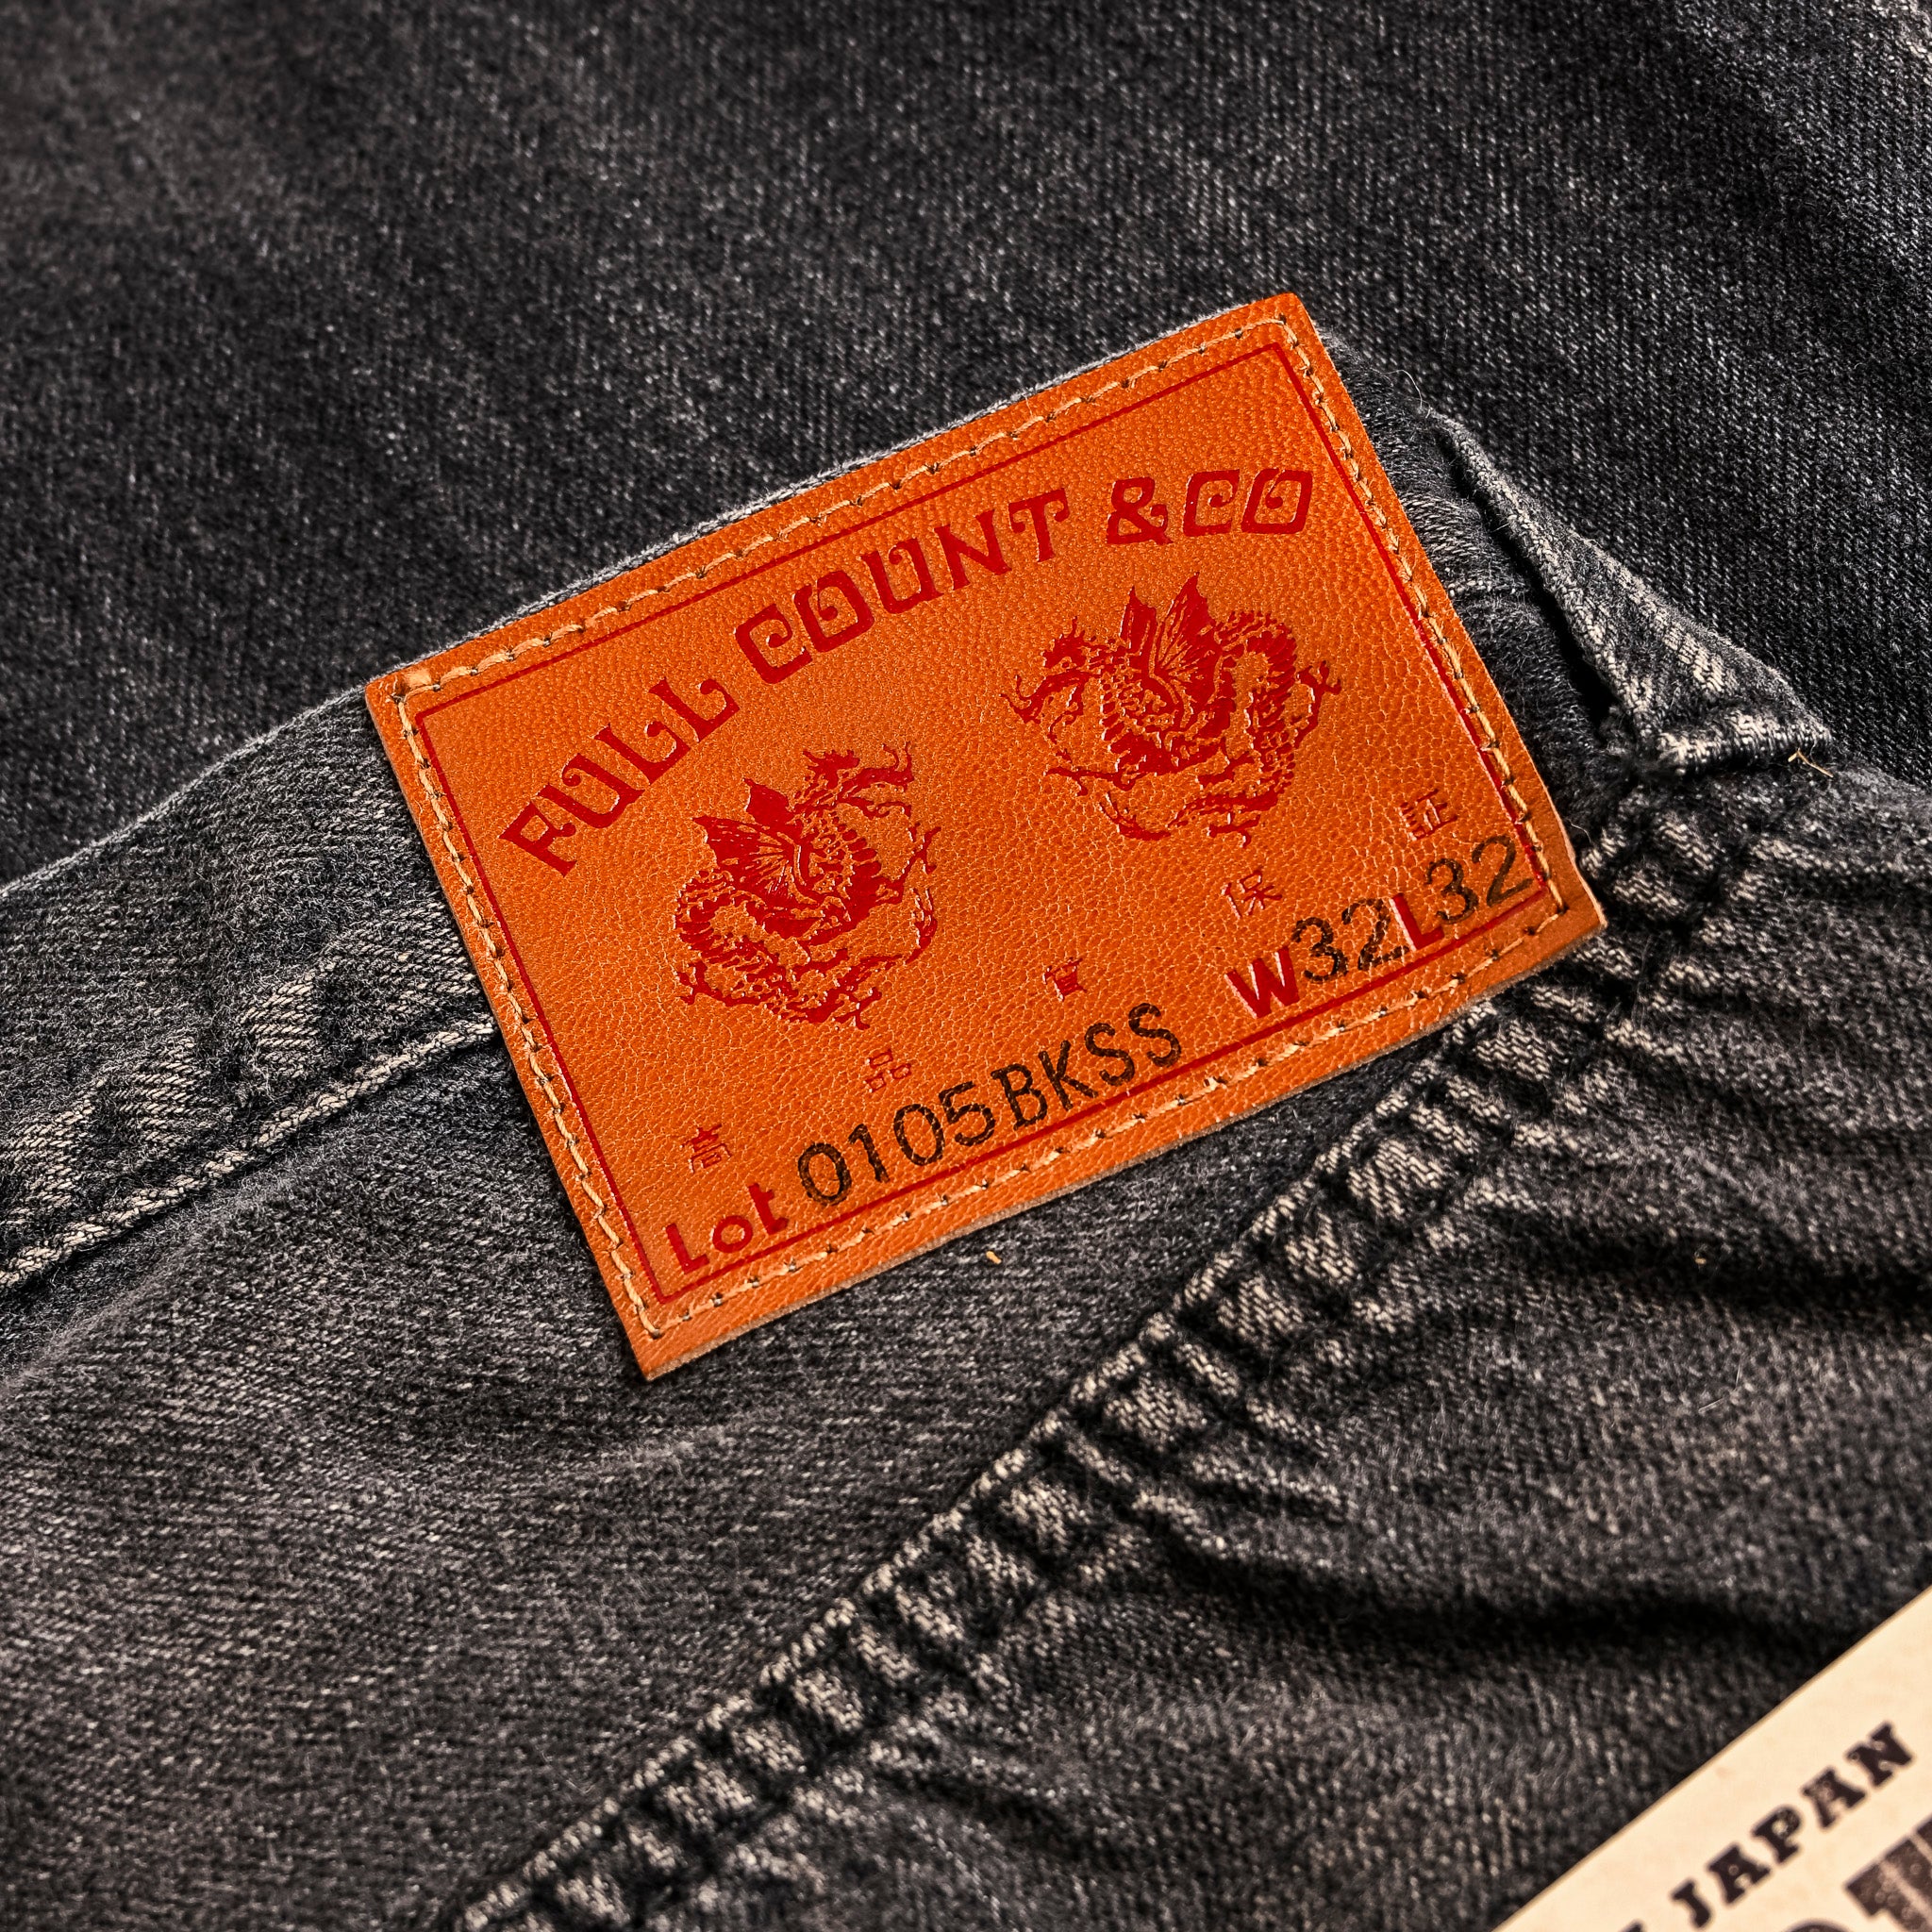 FULL COUNT &CO
高品質保証
Lot 0105BKSS W32L32
JAPAN